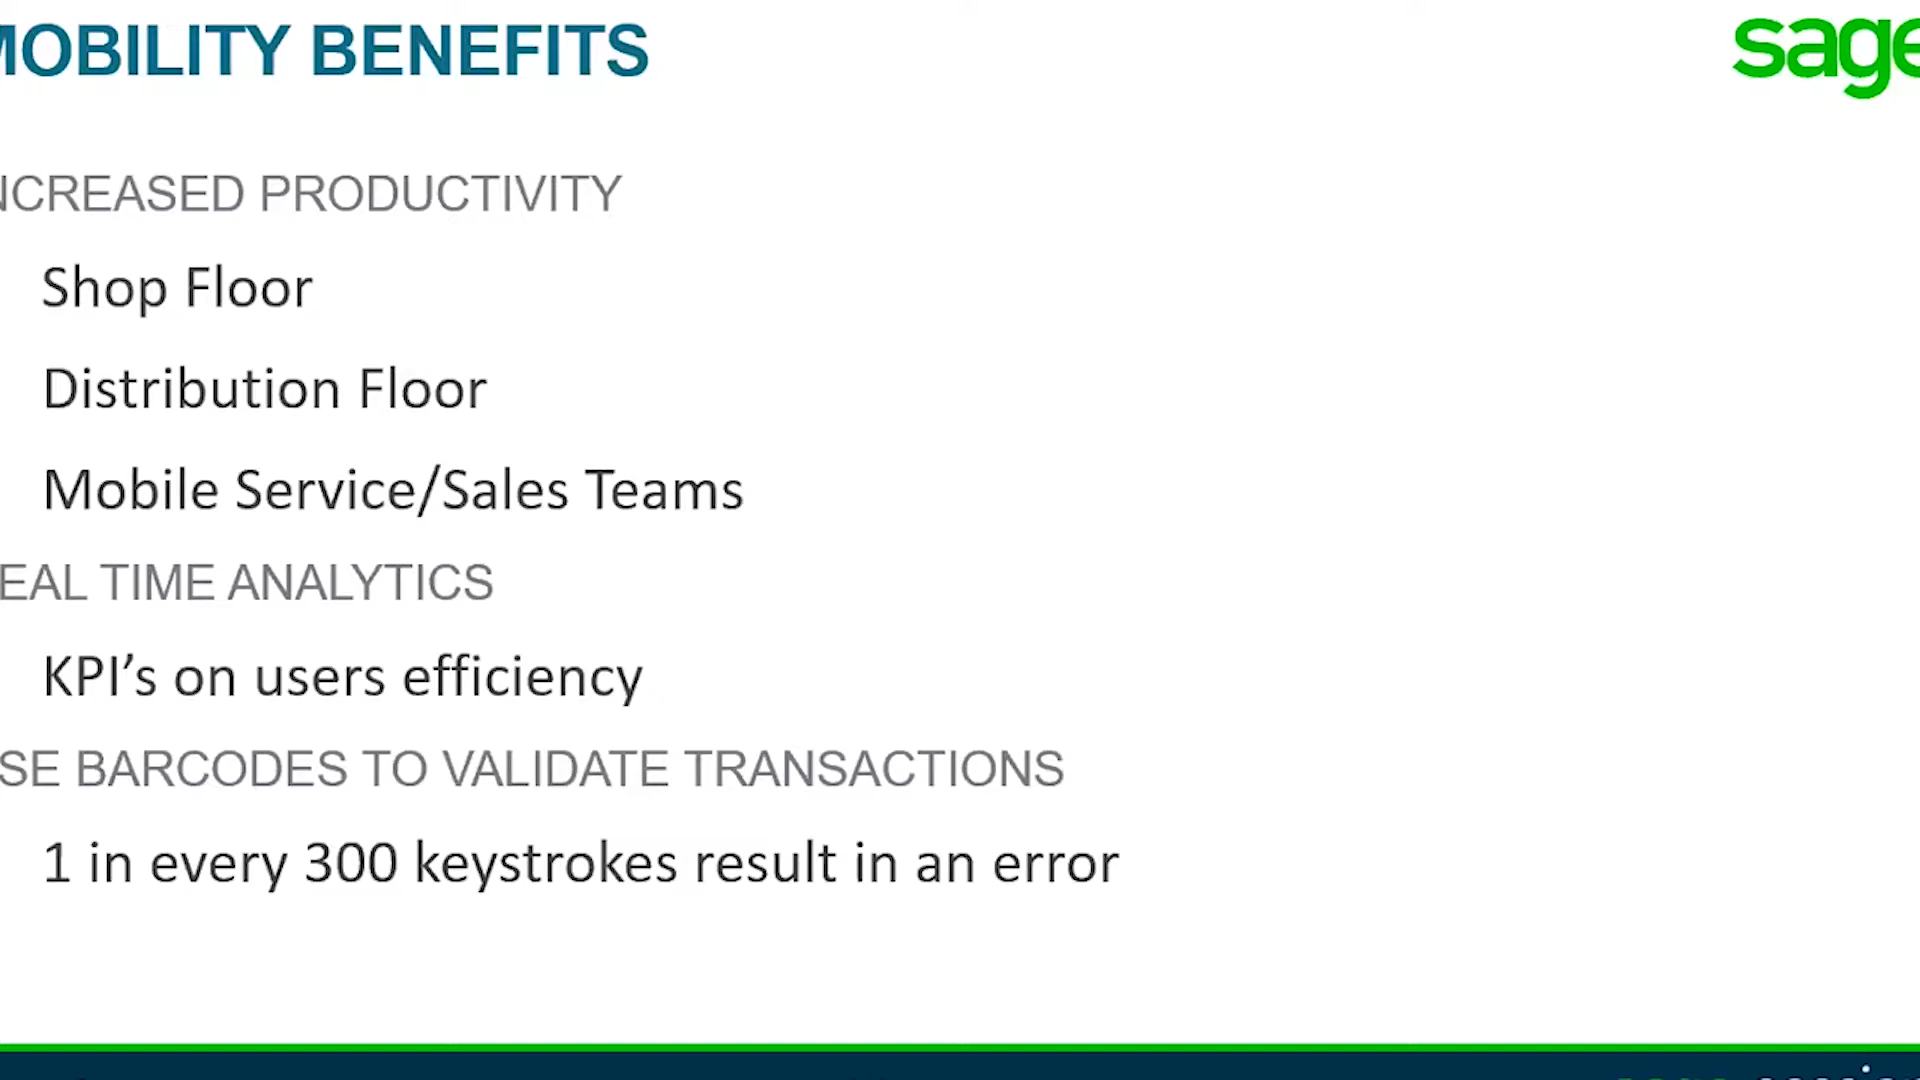 MOBILITY BENEFITS
sage
NCREASED PRODUCTIVITY
Shop Floor
Distribution Floor
Mobile Service/Sales Teams
EAL TIME ANALYTICS
KPI’s on users efficiency
SE BARCODES TO VALIDATE TRANSACTIONS
1 in every 300 keystrokes result in an error